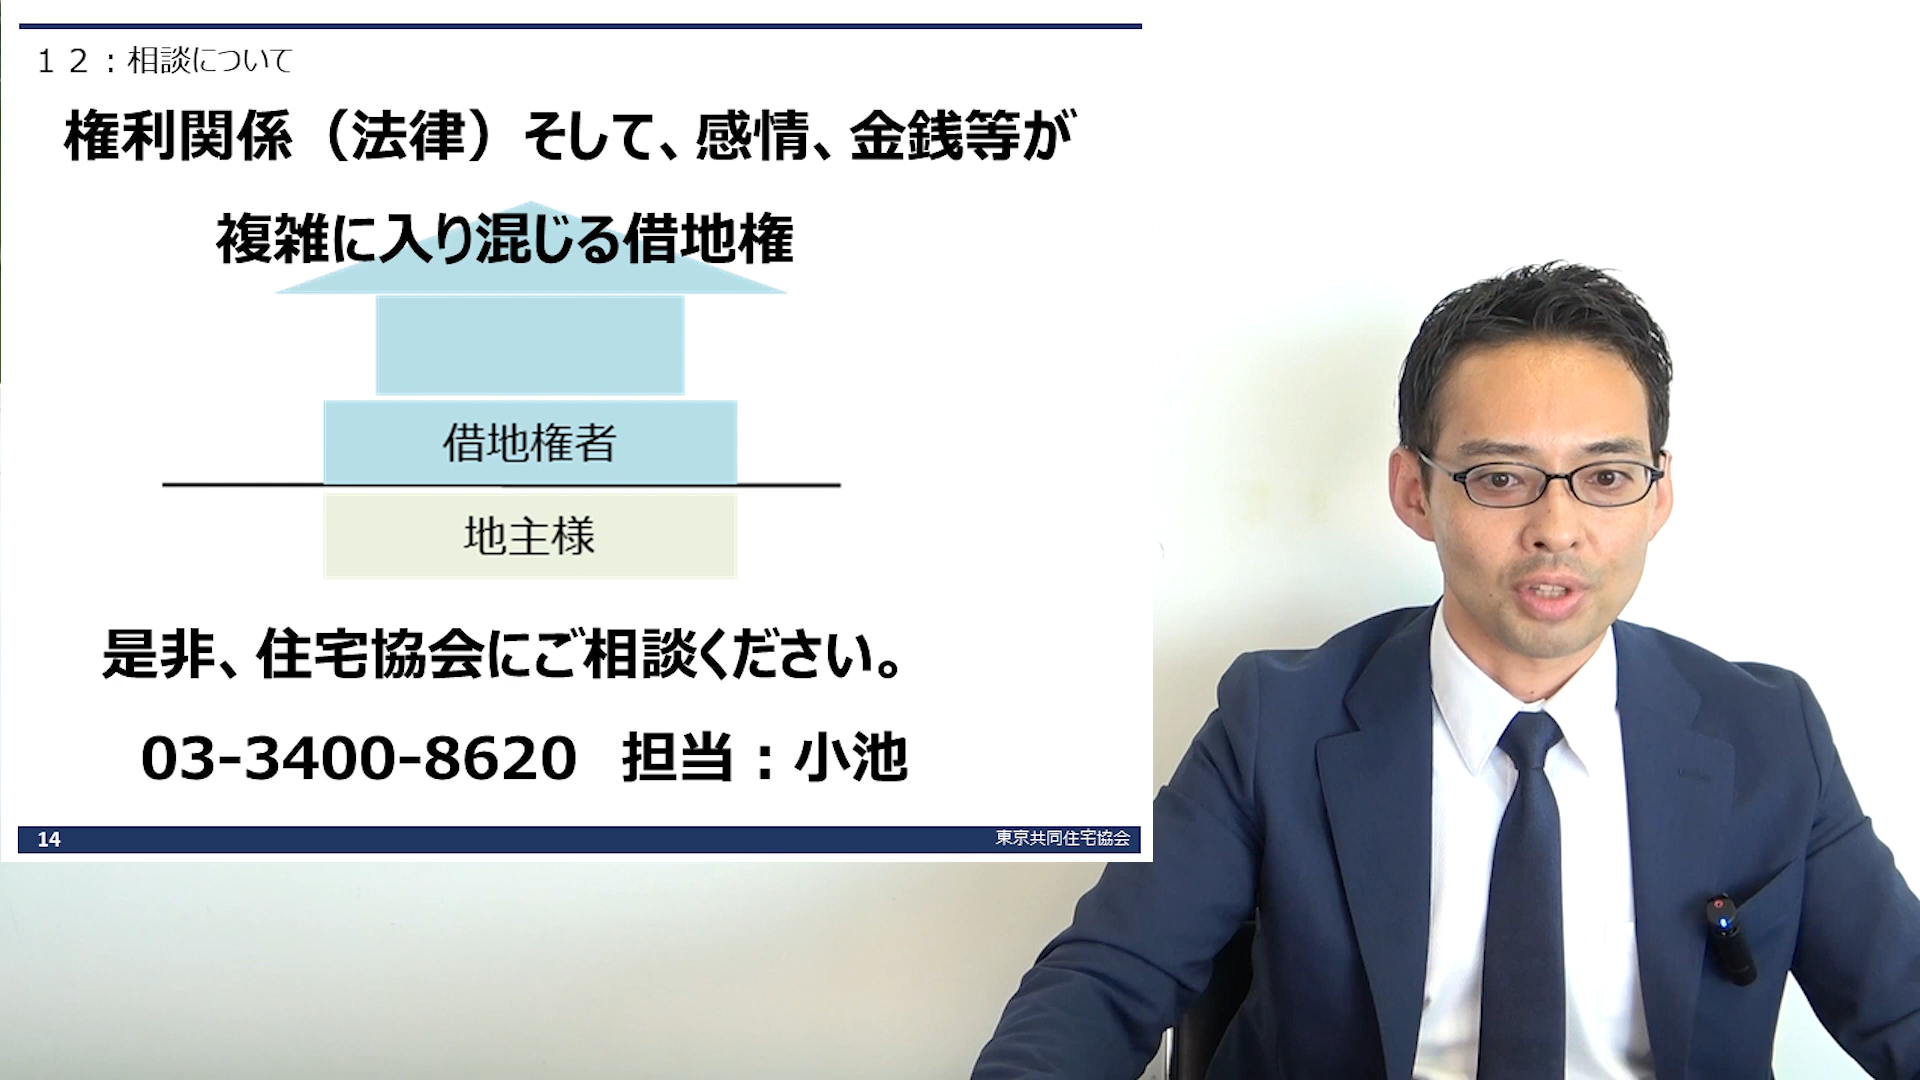 １２：相談について
権利関係（法律）そして、感情、金銭等が
複雑に入り混じる借地権
借地権者
地主様
是非、住宅協会にご相談ください。
03-3400-8620 担当：小池
14
東京共同住宅協会